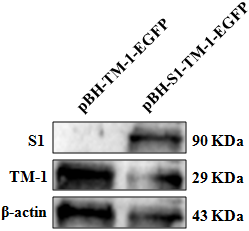 pBH-TM-1-EGFP
pBH-S1-TM-1-EGFP
S1 90 KDa
TM-1 29 KDa
β-actin 43 KDa